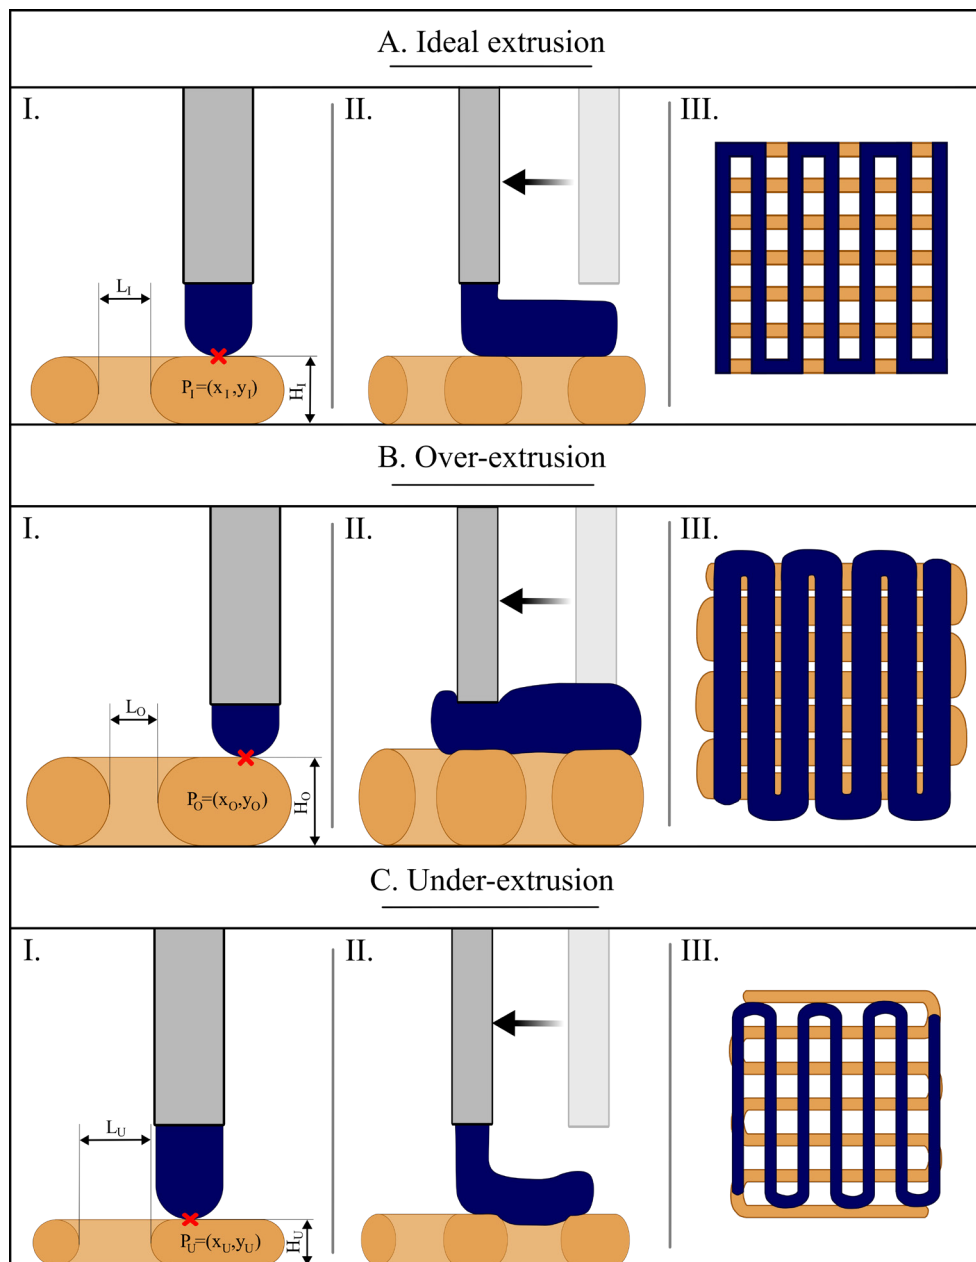 A. Ideal extrusion
I.
II.
III.
L_I
P_I=(x_I,y_I)
H_I
B. Over-extrusion
I.
II.
III.
L_O
P_O=(x_O,y_O)
H_O
C. Under-extrusion
I.
II.
III.
L_U
P_U=(x_U,y_U)
H_U